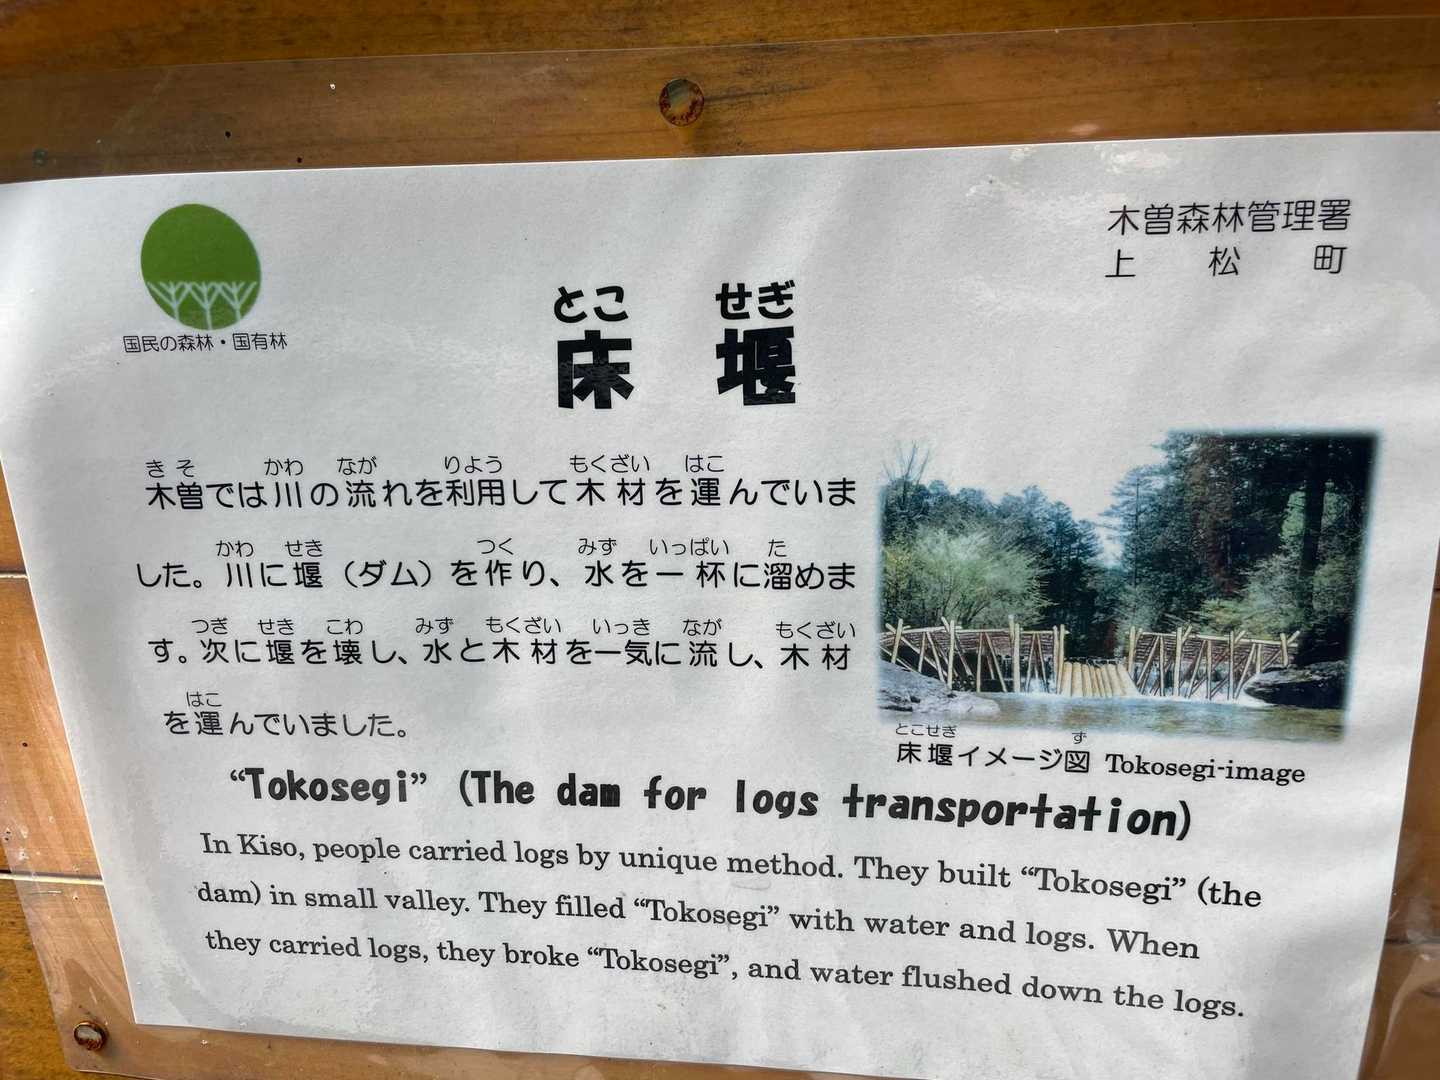 木曽森林管理署
上松町
国民の森林・国有林
とこ せぎ
床堰
きそ かわ なが りよう もくざい はこ
木曽では川の流れを利用して木材を運んでいま
かわ せき つく みず いっぱい た
した。川に堰(ダム)を作り、水を一杯に溜めま
つぎ せき こわ みず もくざい いっき なが もくざい
す。次に堰を壊し、水と木材を一気に流し、木材
はこ
を運んでいました。
とこせぎ ず
床堰イメージ図 Tokosegi-image
“Tokosegi” (The dam for logs transportation)
In Kiso, people carried logs by unique method. They built “Tokosegi” (the
dam) in small valley. They filled “Tokosegi” with water and logs. When
they carried logs, they broke “Tokosegi”, and water flushed down the logs.